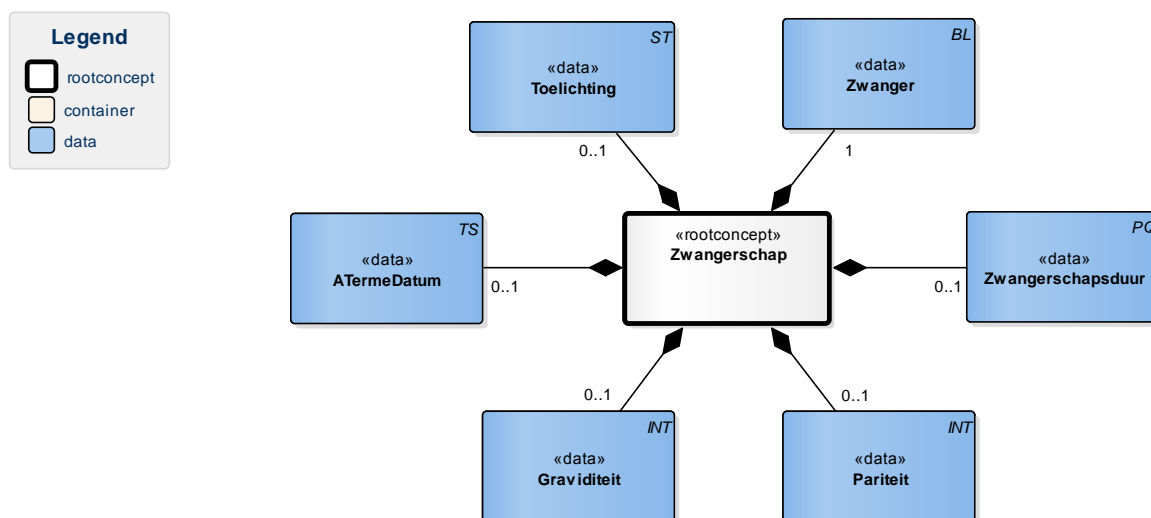 Legend
rootconcept
container
data
ST
«data»
Toelichting
0..1
BL
«data»
Zwanger
1
TS
«data»
ATermeDatum
0..1
«rootconcept»
Zwangerschap
PQ
«data»
Zwangerschapsduur
0..1
0..1
INT
«data»
Graviditeit
0..1
INT
«data»
Pariteit